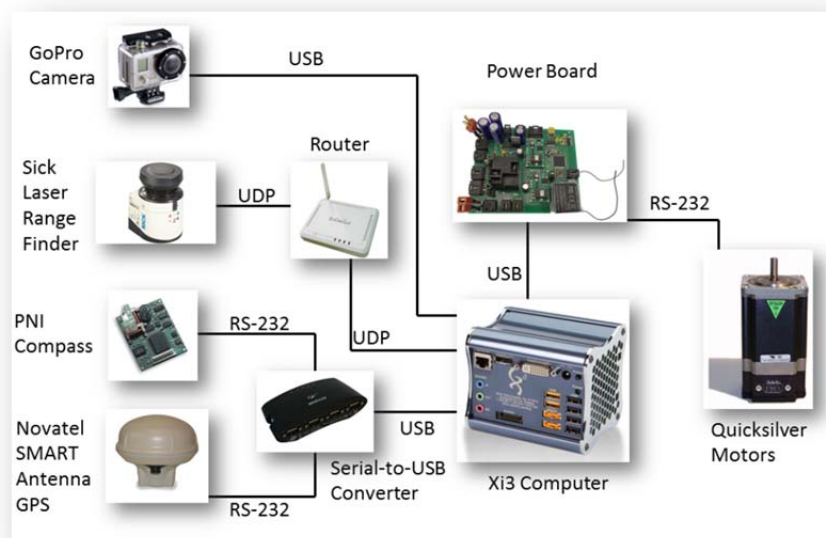 GoPro
Camera
USB
Power Board
Router
Sick
Laser
Range
Finder
UDP
RS-232
USB
PNI
Compass
RS-232
UDP
Novatel
SMART
Antenna
GPS
RS-232
USB
Serial-to-USB
Converter
Xi3 Computer
Quicksilver
Motors